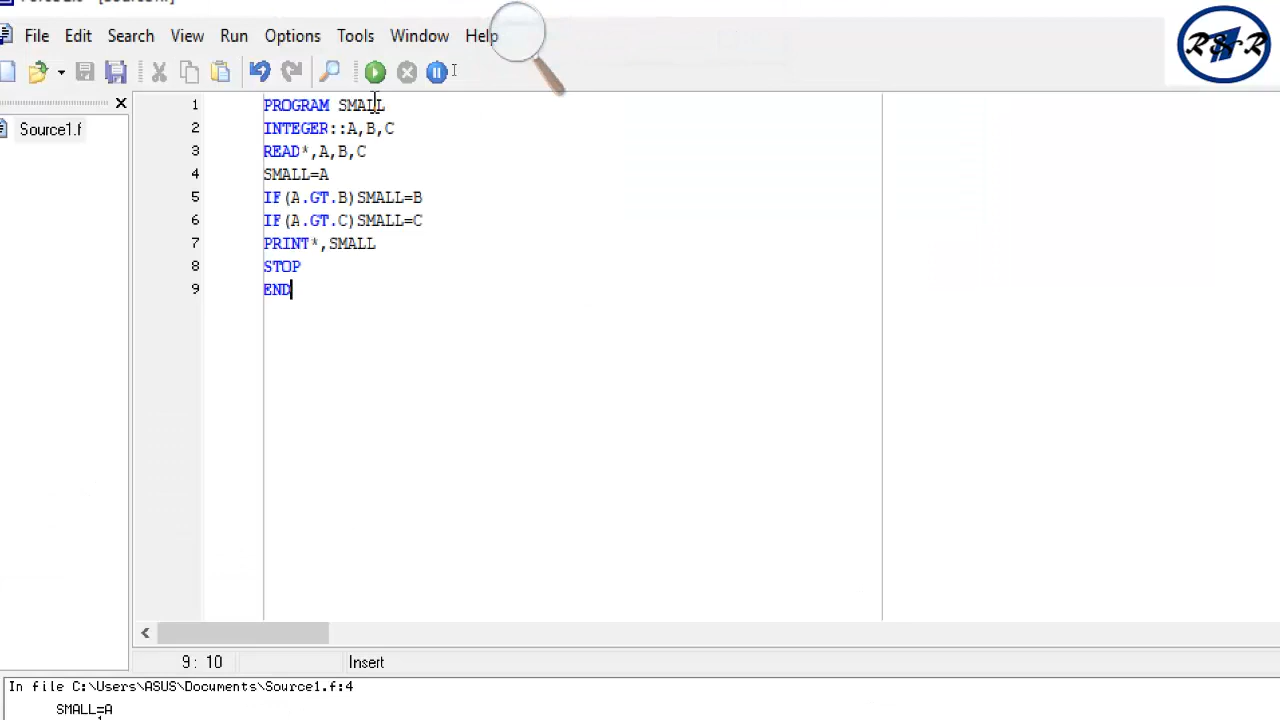 File Edit Search View Run Options Tools Window Help
R&R
Source1.f
1 PROGRAM SMALL
2 INTEGER::A,B,C
3 READ*,A,B,C
4 SMALL=A
5 IF(A.GT.B)SMALL=B
6 IF(A.GT.C)SMALL=C
7 PRINT*,SMALL
8 STOP
9 END
9: 10 Insert
In file C:\Users\ASUS\Documents\Source1.f:4
SMALL=A